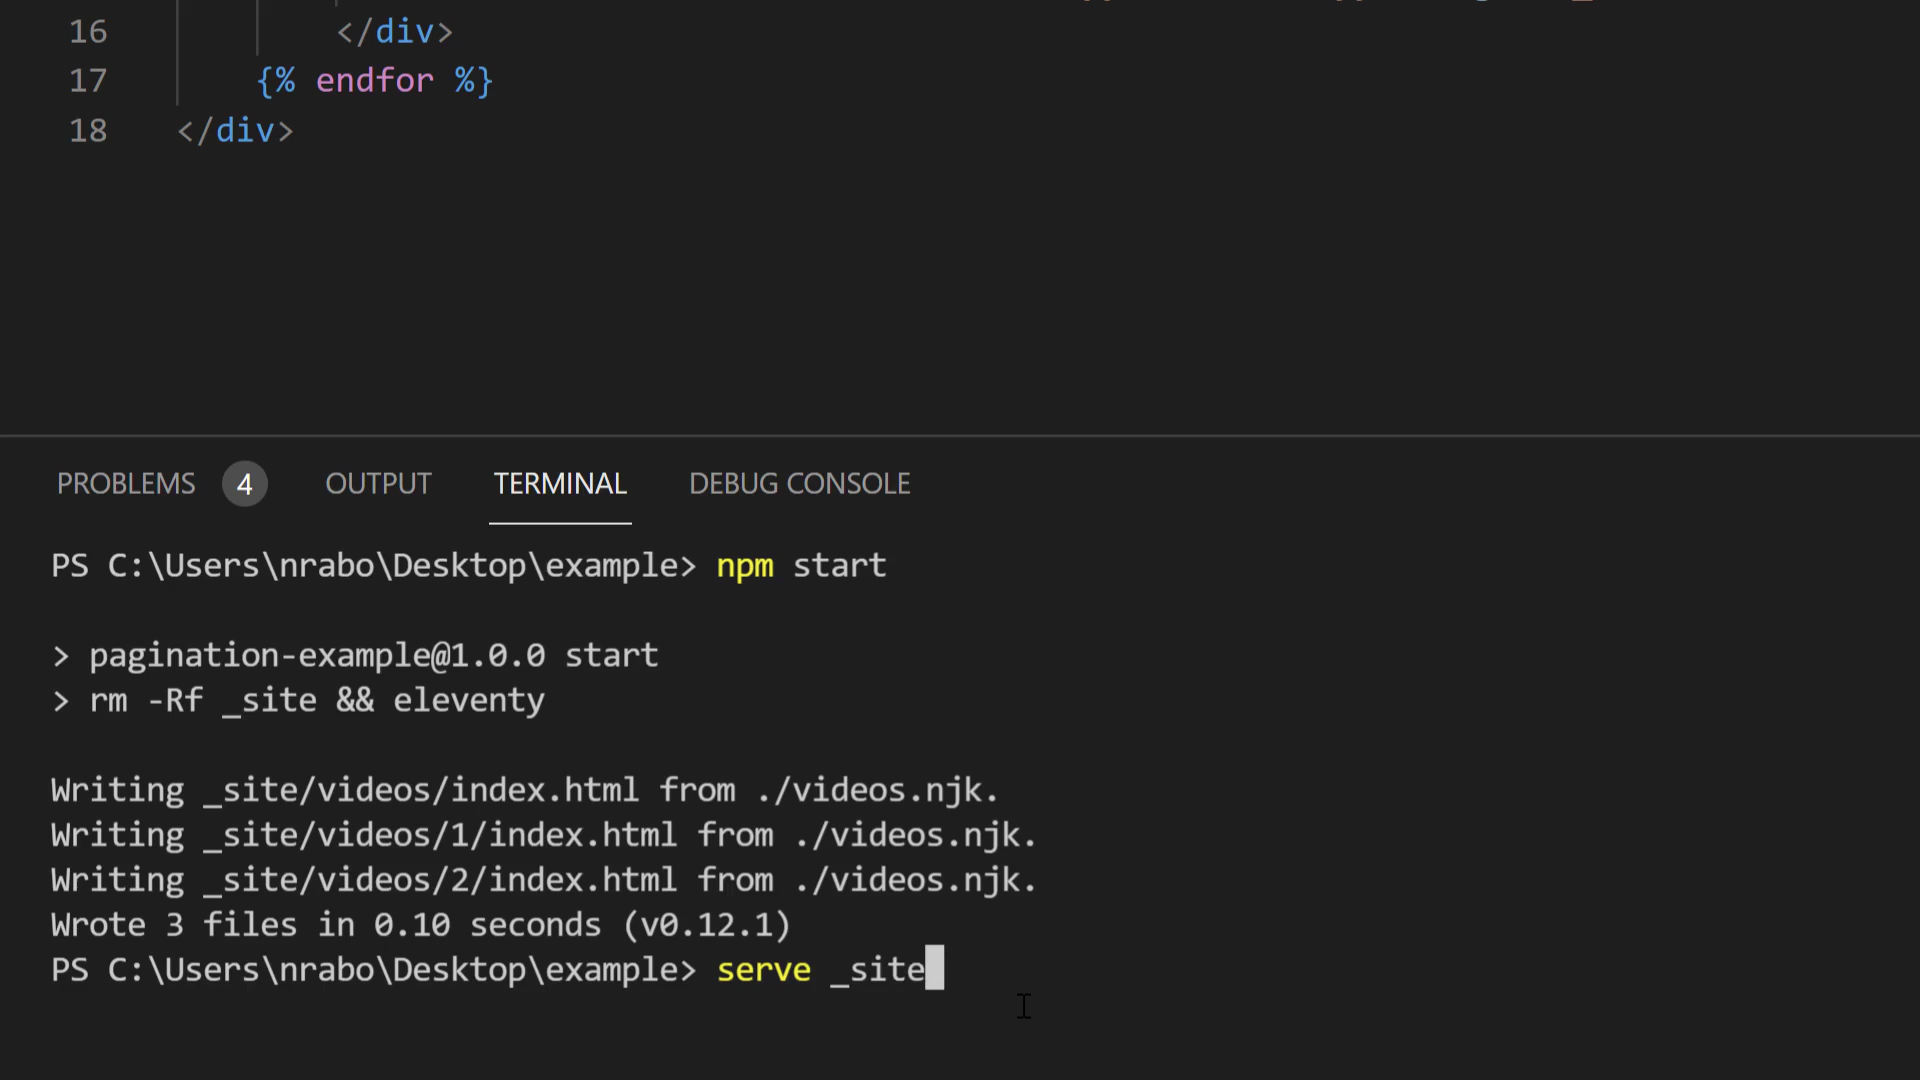 16 </div>
17 {% endfor %}
18 </div>
PROBLEMS 4 OUTPUT TERMINAL DEBUG CONSOLE
PS C:\Users\nrabo\Desktop\example> npm start
> pagination-example@1.0.0 start
> rm -Rf _site && eleventy
Writing _site/videos/index.html from ./videos.njk.
Writing _site/videos/1/index.html from ./videos.njk.
Writing _site/videos/2/index.html from ./videos.njk.
Wrote 3 files in 0.10 seconds (v0.12.1)
PS C:\Users\nrabo\Desktop\example> serve _site